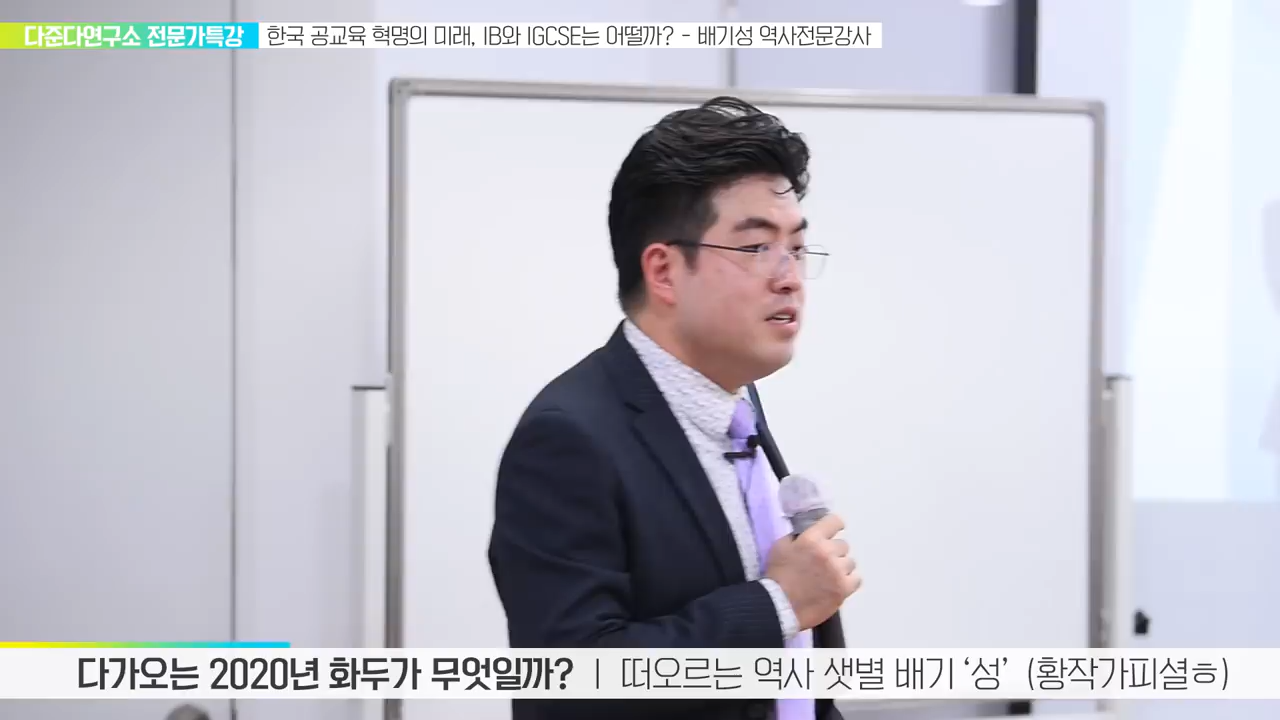 다준다연구소 전문가특강 한국 공교육 혁명의 미래, IB와 IGCSE는 어떨까? - 배기성 역사전문강사
다가오는 2020년 화두가 무엇일까? ㅣ 떠오르는 역사 샛별 배기 ‘성’ (황작가피셜ㅎ)